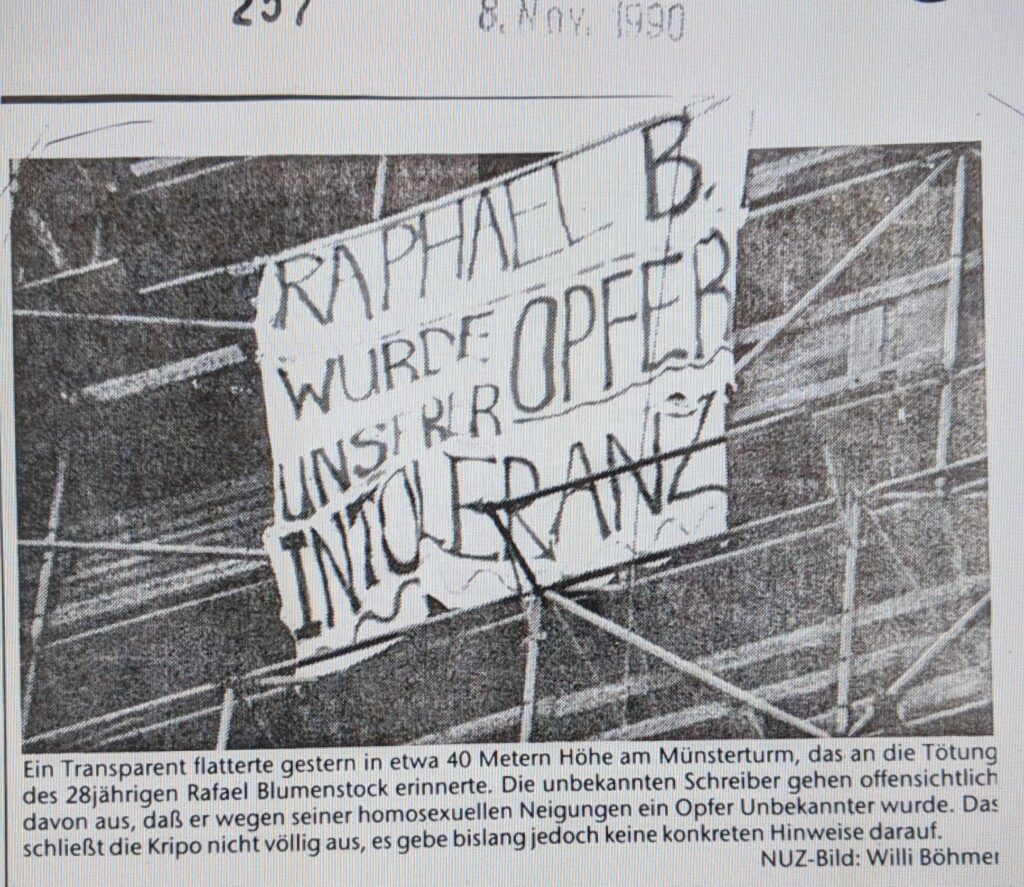 257
8. Nov. 1990
RAPHAEL B.
WURDE OPFER
UNSERER
INTOLERANZ
Ein Transparent flatterte gestern in etwa 40 Metern Höhe am Münsterturm, das an die Tötung
des 28jährigen Rafael Blumenstock erinnerte. Die unbekannten Schreiber gehen offensichtlich
davon aus, daß er wegen seiner homosexuellen Neigungen ein Opfer Unbekannter wurde. Das
schließt die Kripo nicht völlig aus, es gebe bislang jedoch keine konkreten Hinweise darauf.
NUZ-Bild: Willi Böhmer